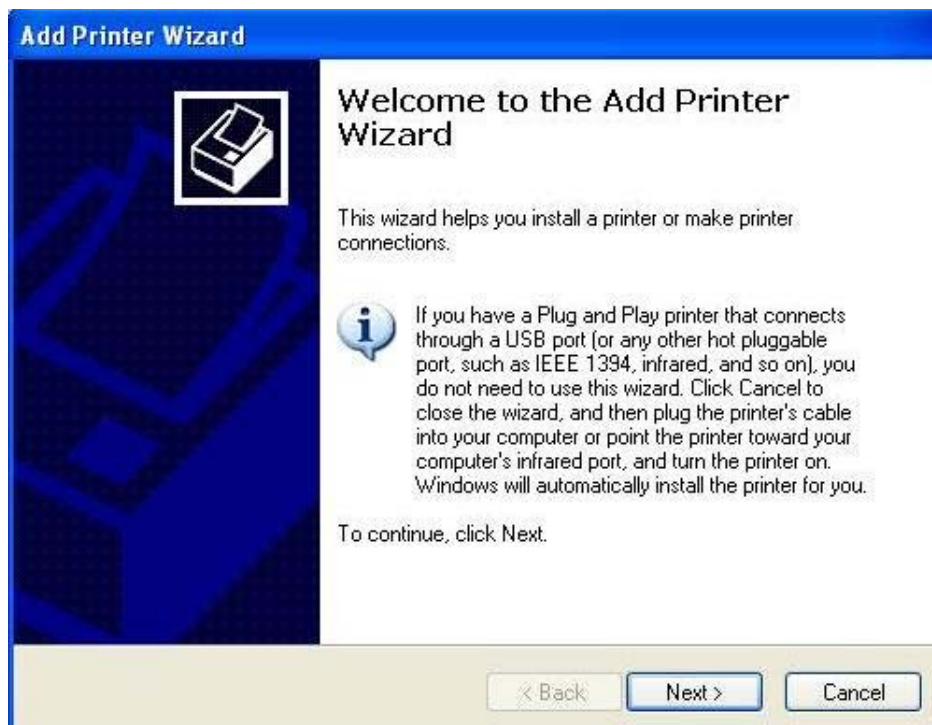 Add Printer Wizard
Welcome to the Add Printer
Wizard
This wizard helps you install a printer or make printer
connections.
If you have a Plug and Play printer that connects
through a USB port (or any other hot pluggable
port, such as IEEE 1394, infrared, and so on), you
do not need to use this wizard. Click Cancel to
close the wizard, and then plug the printer's cable
into your computer or point the printer toward your
computer's infrared port, and turn the printer on.
Windows will automatically install the printer for you.
To continue, click Next.
< Back Next > Cancel